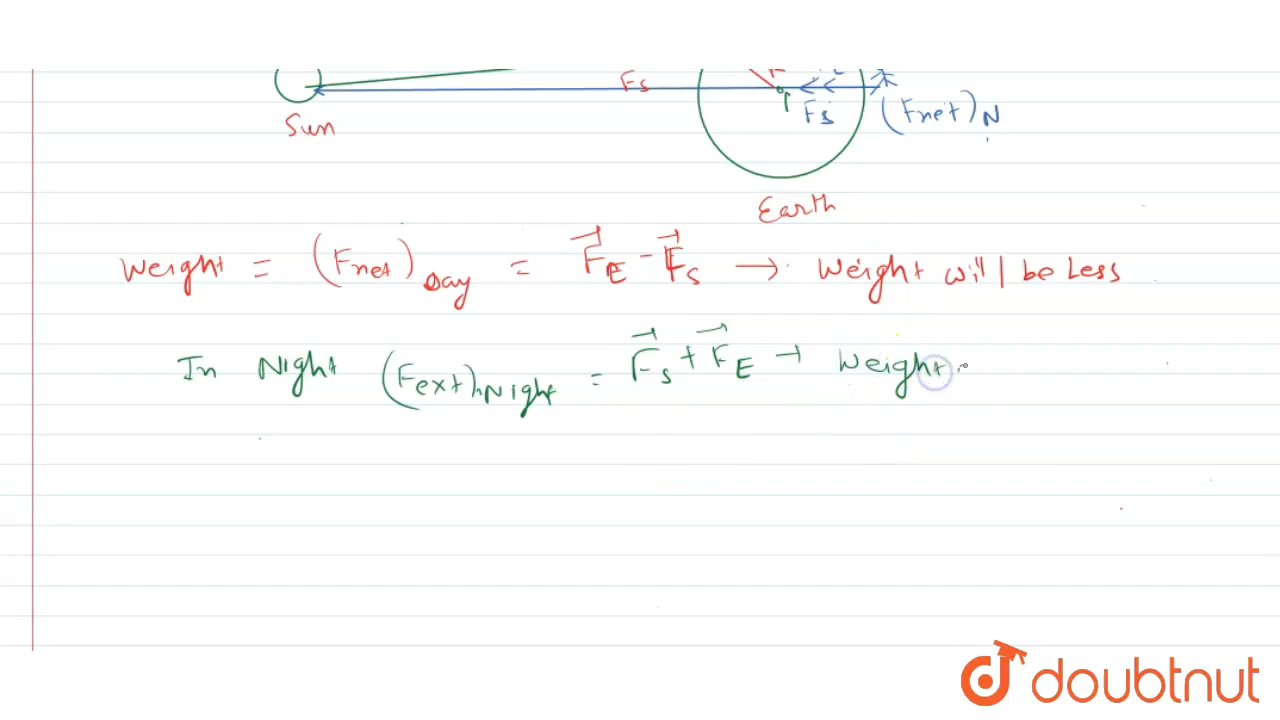 Fs
Fs (Fnet)N
Sun
Earth
Weight = (Fnet)Day = FE - Fs → Weight will be Less
In Night (Fext)Night = Fs + FE → Weight
doubtnut